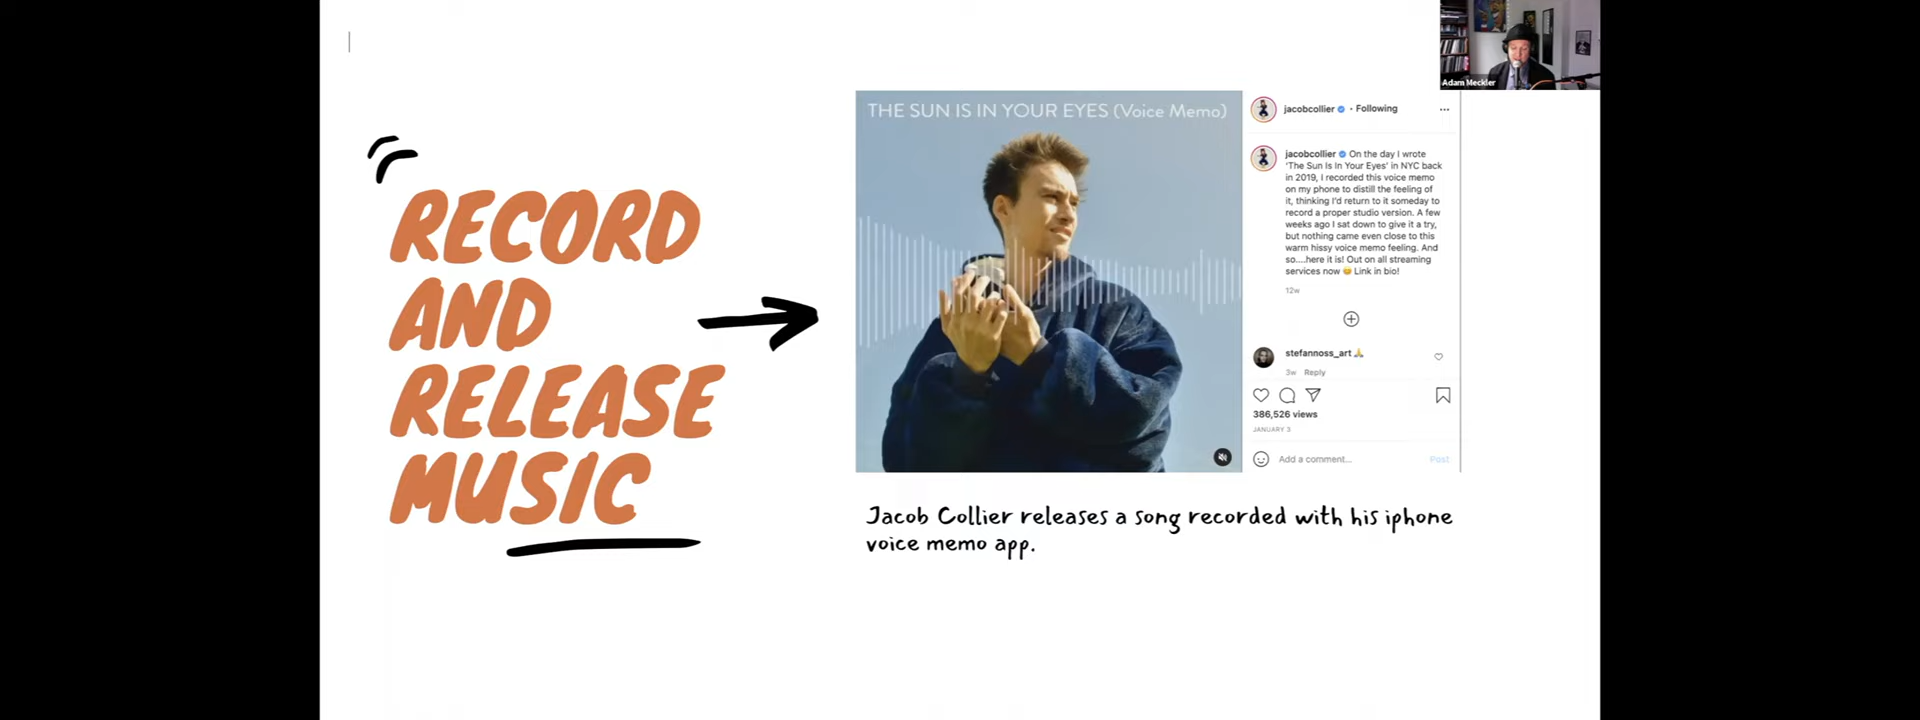 Adam Meckler
RECORD
AND
RELEASE
MUSIC
THE SUN IS IN YOUR EYES (Voice Memo)
jacobcollier • Following
jacobcollier On the day I wrote
'The Sun Is In Your Eyes' in NYC back
in 2019, I recorded this voice memo
on my phone to distill the feeling of
it, thinking I'd return to it someday to
record a proper studio version. A few
weeks ago I sat down to give it a try,
but nothing came even close to this
warm hissy voice memo feeling. And
so....here it is! Out on all streaming
services now 😊 Link in bio!
12w
stefannoss_art 🙏
3w Reply
386,526 views
JANUARY 3
Add a comment... Post
Jacob Collier releases a song recorded with his iphone
voice memo app.